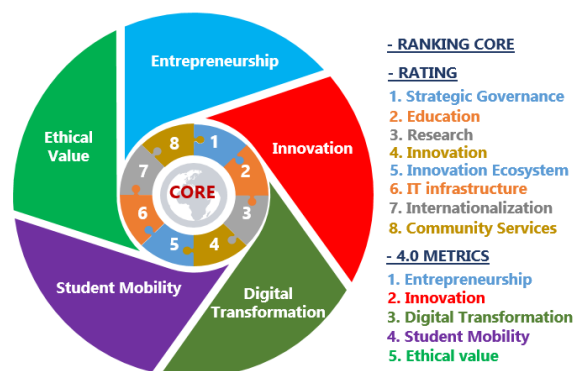 Entrepreneurship
Ethical
Value
Innovation
8
1
7
2
CORE
6
3
5
4
Student Mobility
Digital
Transformation
- RANKING CORE
- RATING
1. Strategic Governance
2. Education
3. Research
4. Innovation
5. Innovation Ecosystem
6. IT infrastructure
7. Internationalization
8. Community Services
- 4.0 METRICS
1. Entrepreneurship
2. Innovation
3. Digital Transformation
4. Student Mobility
5. Ethical value